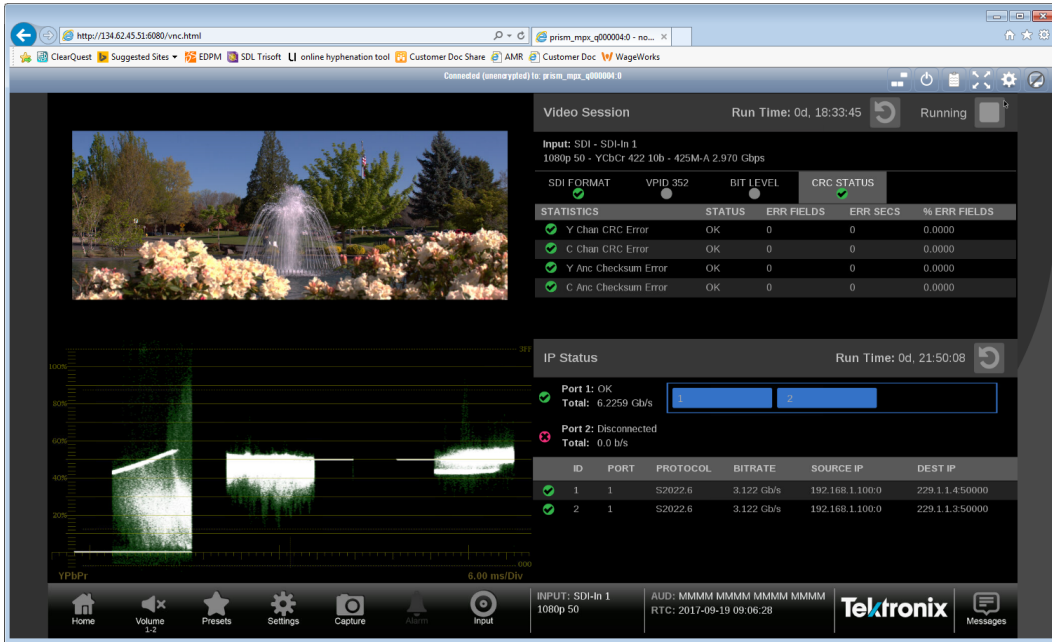 http://134.62.45.51:6080/vnc.html
prism_mpx_q000004:0 - no...
ClearQuest
Suggested Sites
EDPM
SDL Trisoft
LI online hyphenation tool
Customer Doc Share
AMR
Customer Doc
WageWorks
Connected (unencrypted) to: prism_mpx_q000004:0
Video Session Run Time: 0d, 18:33:45 Running
Input: SDI - SDI-In 1
1080p 50 - YCbCr 422 10b - 425M-A 2.970 Gbps
SDI FORMAT VPID 352 BIT LEVEL CRC STATUS
STATISTICS STATUS ERR FIELDS ERR SECS % ERR FIELDS
Y Chan CRC Error OK 0 0 0.0000
C Chan CRC Error OK 0 0 0.0000
Y Anc Checksum Error OK 0 0 0.0000
C Anc Checksum Error OK 0 0 0.0000
3FF
100%
80%
60%
40%
20%
000
YPbPr 6.00 ms/Div
IP Status Run Time: 0d, 21:50:08
Port 1: OK
Total: 6.2259 Gb/s
1 2
Port 2: Disconnected
Total: 0.0 b/s
ID PORT PROTOCOL BITRATE SOURCE IP DEST IP
1 1 S2022.6 3.122 Gb/s 192.168.1.100:0 229.1.1.4:50000
2 1 S2022.6 3.122 Gb/s 192.168.1.100:0 229.1.1.3:50000
Home
Volume
1-2
Presets
Settings
Capture
Alarm
Input
INPUT: SDI-In 1
1080p 50
AUD: MMMM MMMM MMMM MMMM
RTC: 2017-09-19 09:06:28
Tektronix
Messages